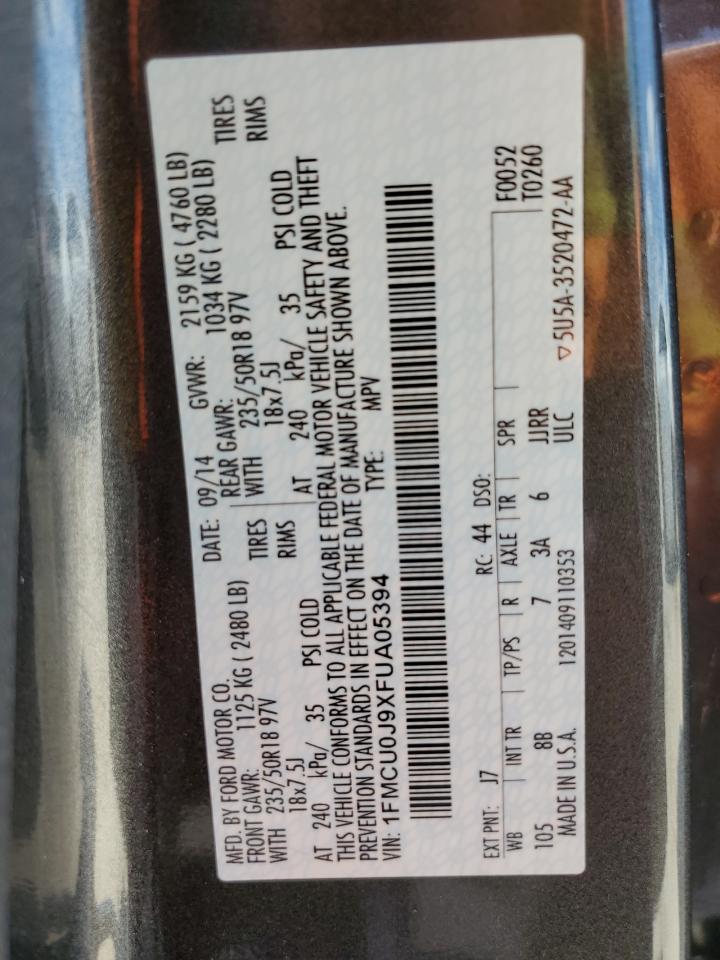 MFD. BY FORD MOTOR CO.
DATE: 09/14 GVWR: 2159 KG ( 4760 LB)
FRONT GAWR: 1125 KG ( 2480 LB) REAR GAWR: 1034 KG ( 2280 LB)
WITH 235/50R18 97V TIRES WITH 235/50R18 97V TIRES
18x7.5J RIMS 18x7.5J RIMS
AT 240 kPa/ 35 PSI COLD AT 240 kPa/ 35 PSI COLD
THIS VEHICLE CONFORMS TO ALL APPLICABLE FEDERAL MOTOR VEHICLE SAFETY AND THEFT
PREVENTION STANDARDS IN EFFECT ON THE DATE OF MANUFACTURE SHOWN ABOVE.
VIN: 1FMCU0J9XFUA05394 TYPE: MPV
EXT PNT: J7 RC: 44 DSO: F0052
WB INT TR TP/PS R AXLE TR SPR T0260
105 8B 7 3A 6 JJRR
MADE IN U.S.A. 1201409110353 ULC ▽5U5A-3520472-AA